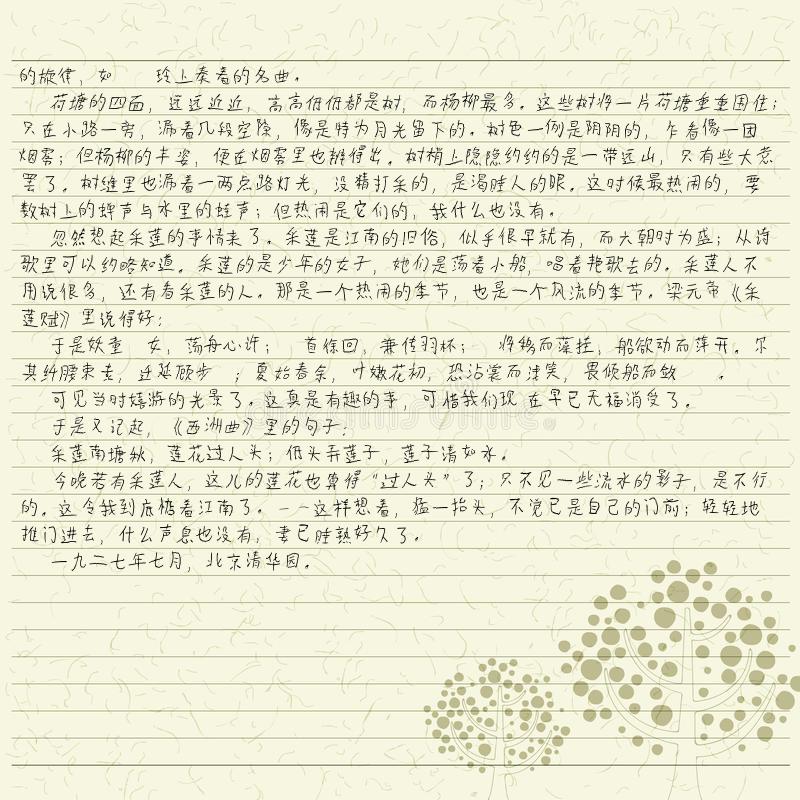 的旋律，如 玲上奏着的名曲。
荷塘的四面，远远近近，高高低低都是树，而杨柳最多。这些树将一片荷塘重重围住；
只在小路一旁，漏着几段空隙，像是特为月光留下的。树色一例是阴阴的，乍看像一团
烟雾；但杨柳的丰姿，便在烟雾里也辨得出。树梢上隐隐约约的是一带远山，只有些大意
罢了。树缝里也漏着一两点路灯光，没精打采的，是渴睡人的眼。这时候最热闹的，要
数树上的蝉声与水里的蛙声；但热闹是它们的，我什么也没有。
忽然想起采莲的事情来了。采莲是江南的旧俗，似乎很早就有，而六朝时为盛；从诗
歌里可以约略知道。采莲的是少年的女子，她们是荡着小船，唱着艳歌去的。采莲人不
用说很多，还有看采莲的人。那是一个热闹的季节，也是一个风流的季节。梁元帝《采
莲赋》里说得好：
于是妖童 女，荡舟心许； 首徐回，兼传羽杯； 将移而藻挂，船欲动而萍开。尔
其纤腰束素，迁延顾步 ；夏始春余，叶嫩花初，恐沾裳而浅笑，畏倾船而敛 。
可见当时嬉游的光景了。这真是有趣的事，可惜我们现在早已无福消受了。
于是又记起，《西洲曲》里的句子：
采莲南塘秋，莲花过人头；低头弄莲子，莲子清如水。
今晚若有采莲人，这儿的莲花也算得“过人头”了；只不见一些流水的影子，是不行
的。这令我到底惦着江南了。--这样想着，猛一抬头，不觉已是自己的门前；轻轻地
推门进去，什么声息也没有，妻已睡熟好久了。
一九二七年七月，北京清华园。